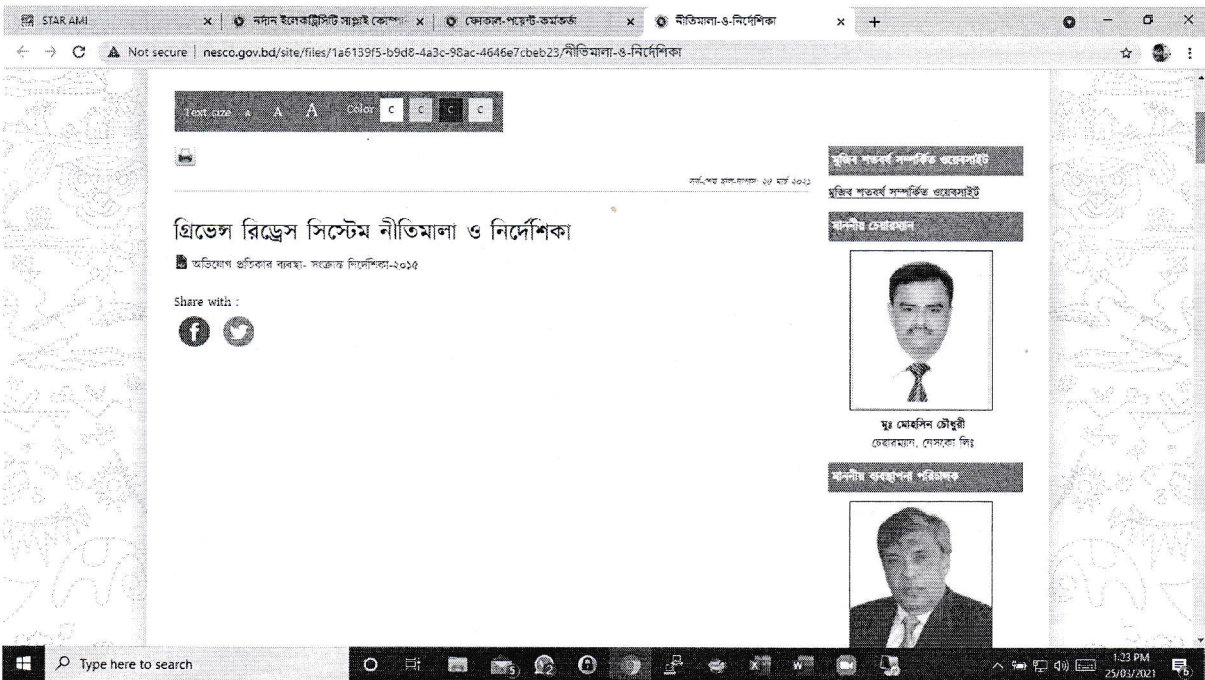 STAR AMI
নর্দান ইলেকট্রিসিটি সাপ্লাই কোম্পা-
ফোকাল-পয়েন্ট-কর্মকর্তা
নীতিমালা-ও-নির্দেশিকা
Not secure | nesco.gov.bd/site/files/1a6139f5-b9d8-4a3c-98ac-4646e7cbeb23/নীতিমালা-ও-নির্দেশিকা
Text size A A A Color C C C C
সর্ব-শেষ হাল-নাগাদ: ২৫ মার্চ ২০২১
গ্রিভেন্স রিড্রেস সিস্টেম নীতিমালা ও নির্দেশিকা
অভিযোগ প্রতিকার ব্যবস্থা- সংক্রান্ত নির্দেশিকা-২০১৫
Share with :
মুজিব শতবর্ষ সম্পর্কিত ওয়েবসাইট
মুজিব শতবর্ষ সম্পর্কিত ওয়েবসাইট
মাননীয় চেয়ারম্যান
মুঃ মোহসিন চৌধুরী
চেয়ারম্যান, নেসকো লিঃ
মাননীয় ব্যবস্থাপনা পরিচালক
Type here to search
1:23 PM
25/03/2021